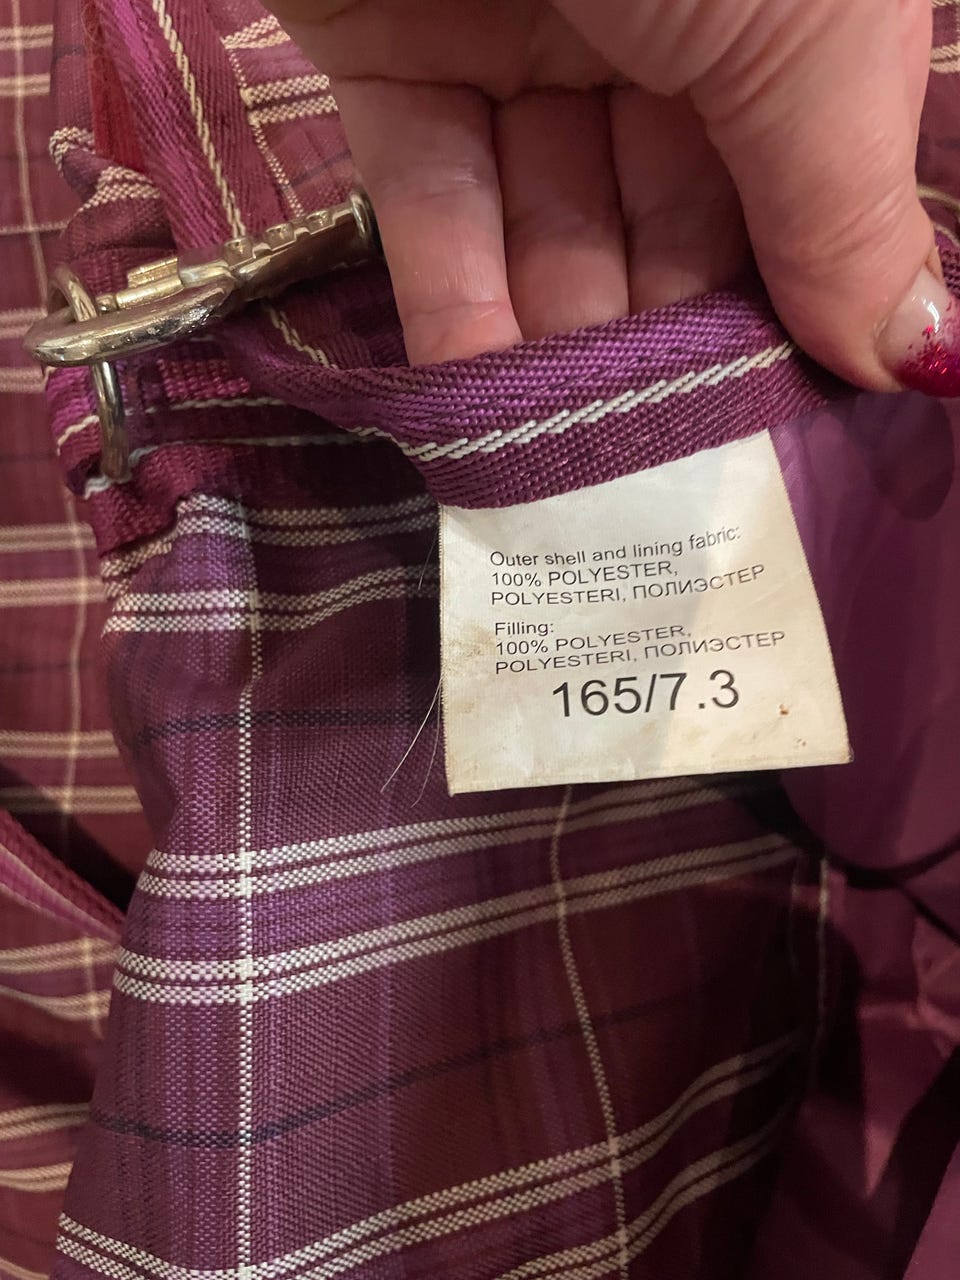 Outer shell and lining fabric:
100% POLYESTER,
POLYESTERI, ПОЛИЭСТЕР
Filling:
100% POLYESTER,
POLYESTERI, ПОЛИЭСТЕР
165/7.3